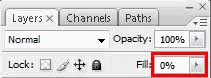 Layers × Channels Paths
Normal Opacity: 100%
Lock: Fill: 0%